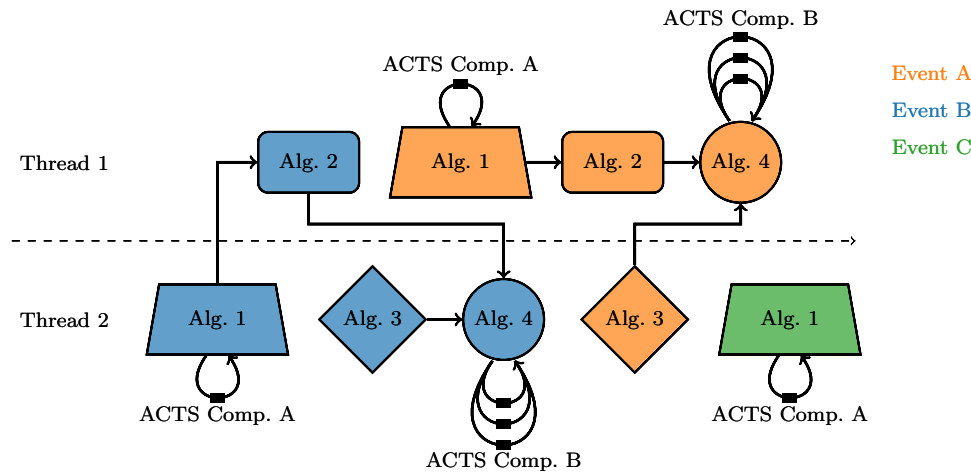 ACTS Comp. B
ACTS Comp. A
Event A
Event B
Event C
Thread 1
Alg. 2
Alg. 1
Alg. 2
Alg. 4
Thread 2
Alg. 1
Alg. 3
Alg. 4
Alg. 3
Alg. 1
ACTS Comp. A
ACTS Comp. A
ACTS Comp. B